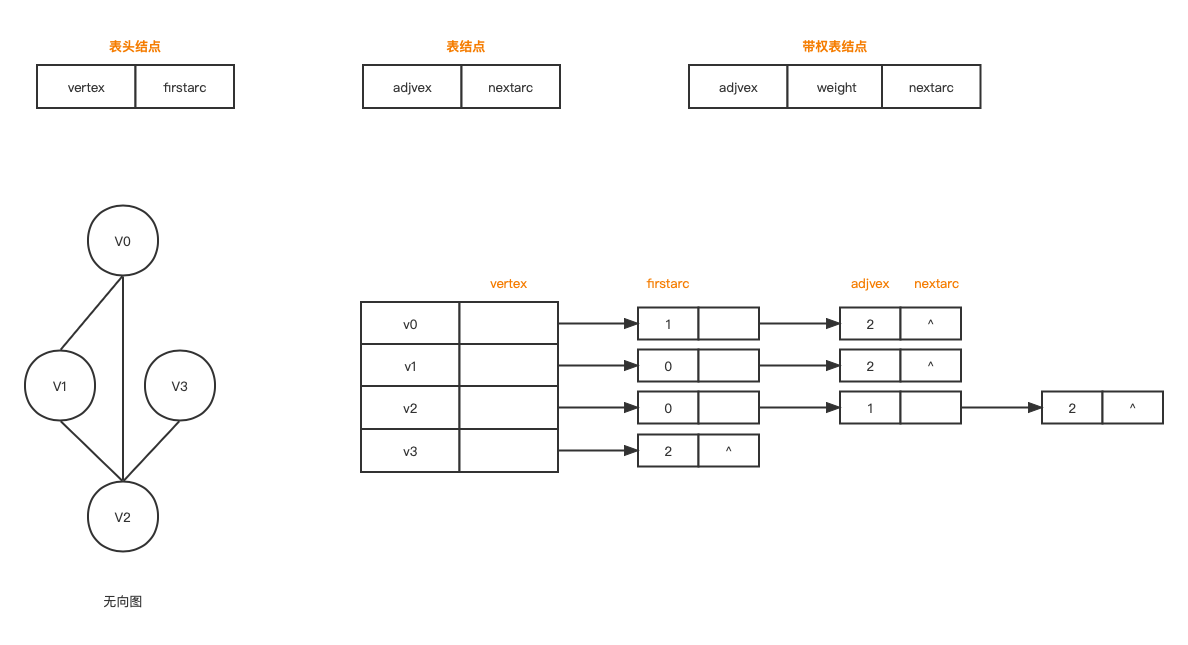 表头结点 表结点 带权表结点
vertex firstarc adjvex nextarc adjvex weight nextarc
V0
V1 V3
V2
无向图
vertex firstarc adjvex nextarc
v0 1 2 ^
v1 0 2 ^
v2 0 1 2 ^
v3 2 ^